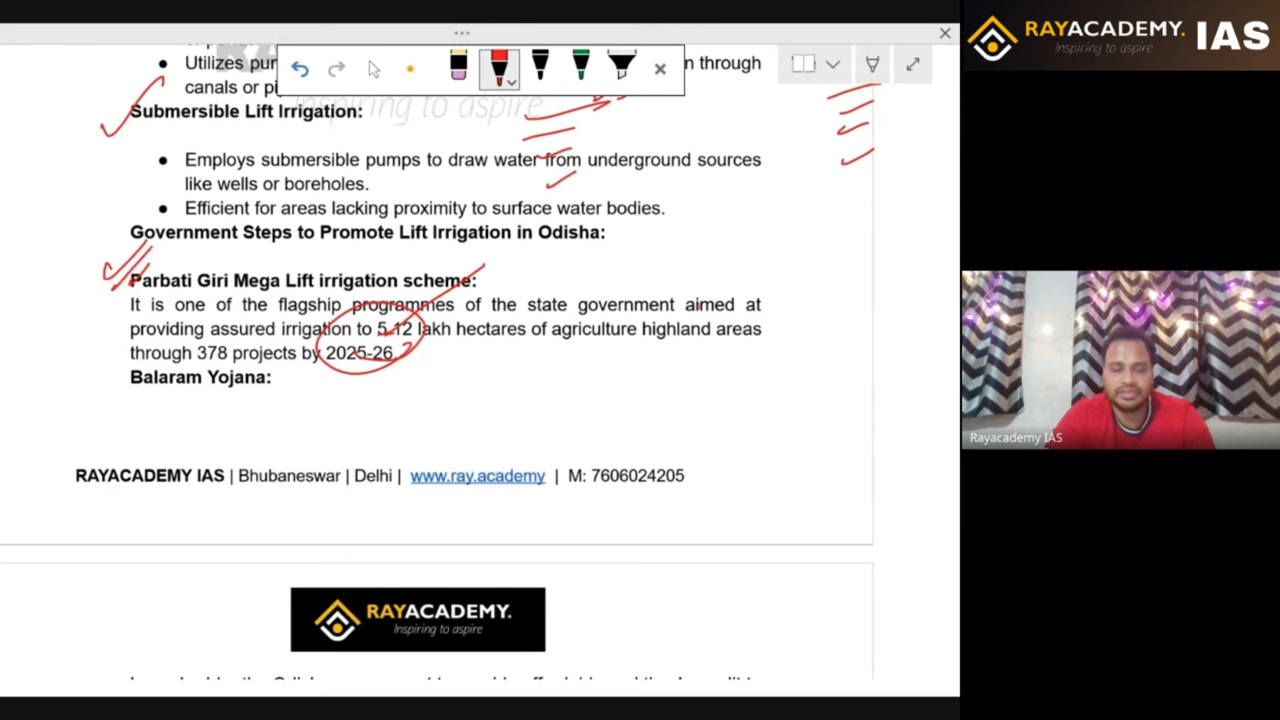 RAYACADEMY. IAS
Inspiring to aspire
Utilizes pur
n through
canals or pi
Inspiring to aspire
Submersible Lift Irrigation:
● Employs submersible pumps to draw water from underground sources
like wells or boreholes.
● Efficient for areas lacking proximity to surface water bodies.
Government Steps to Promote Lift Irrigation in Odisha:
Parbati Giri Mega Lift irrigation scheme:
It is one of the flagship programmes of the state government aimed at
providing assured irrigation to 5.12 lakh hectares of agriculture highland areas
through 378 projects by 2025-26.
Balaram Yojana:
Rayacademy IAS
RAYACADEMY IAS | Bhubaneswar | Delhi | www.ray.academy | M: 7606024205
RAYACADEMY.
Inspiring to aspire